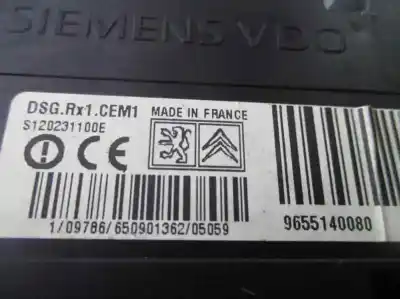 SIEMENS VDO
DSG.Rx1.CEM1
MADE IN FRANCE
S120231100E
CE
1/09786/650901362/05059
9655140080